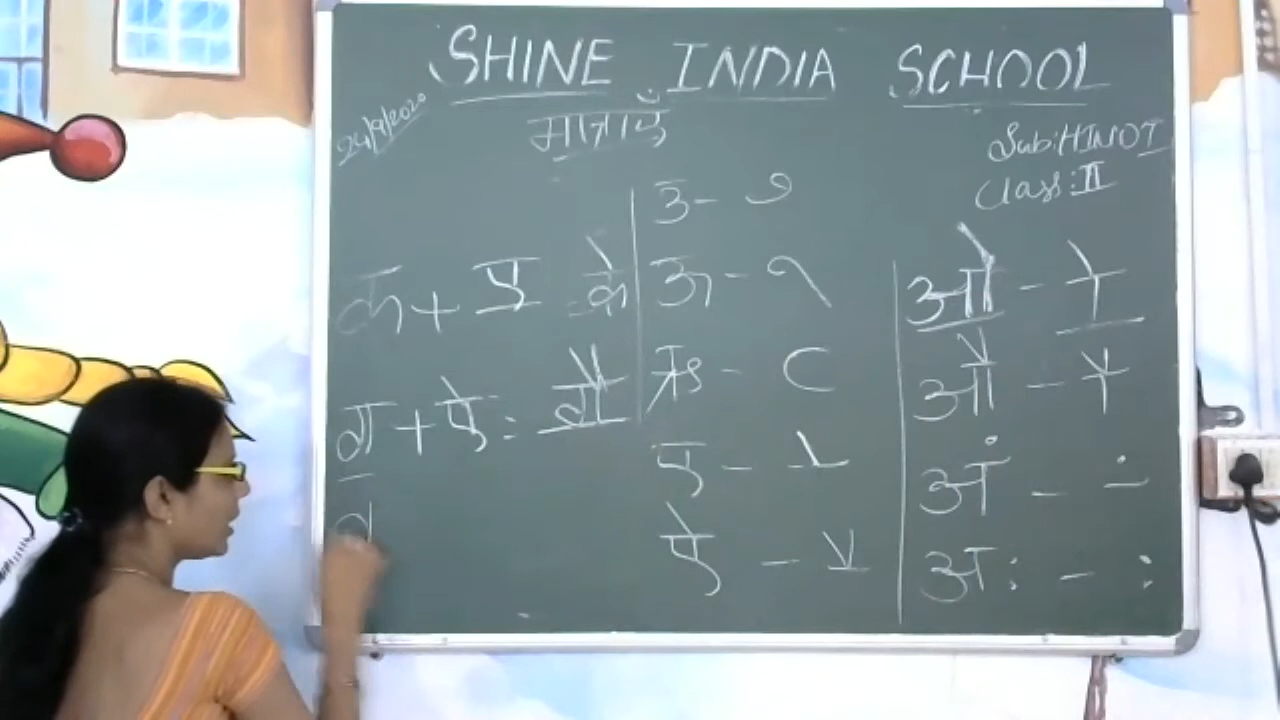 SHINE INDIA SCHOOL
24/9/2020
मात्राएँ
Sub: HINDI
Class: II
क + ए = के
ग + ऐ = गै
ग
उ - ु
ऊ - ू
ऋ - ृ
ए - े
ऐ - ै
ओ - ो
औ - ौ
अं - ं
अः - ः